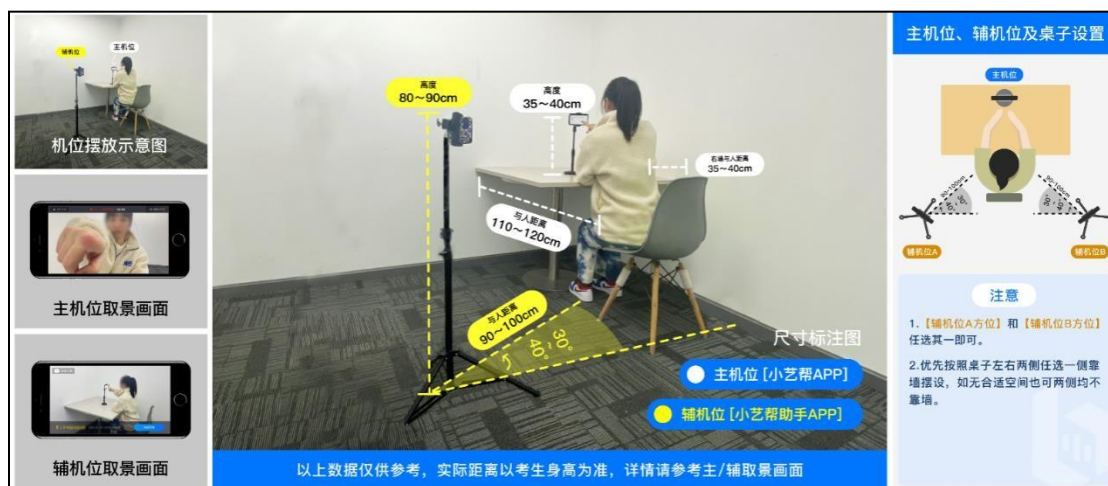 辅机位
主机位
机位摆放示意图
主机位取景画面
辅机位取景画面
高度
80～90cm
高度
35～40cm
右端与人距离
35～40cm
与人距离
110～120cm
与人距离
90～100cm
30°
～
40°
尺寸标注图
主机位 [小艺帮APP]
辅机位 [小艺帮助手APP]
以上数据仅供参考，实际距离以考生身高为准，详情请参考主/辅取景画面
主机位、辅机位及桌子设置
主机位
90~100cm
90~100cm
30°
40°
辅机位A
辅机位B
注意
1.【辅机位A方位】和【辅机位B方位】
任选其一即可。
2.优先按照桌子左右两侧任选一侧靠
墙摆设，如无合适空间也可两侧均不
靠墙。